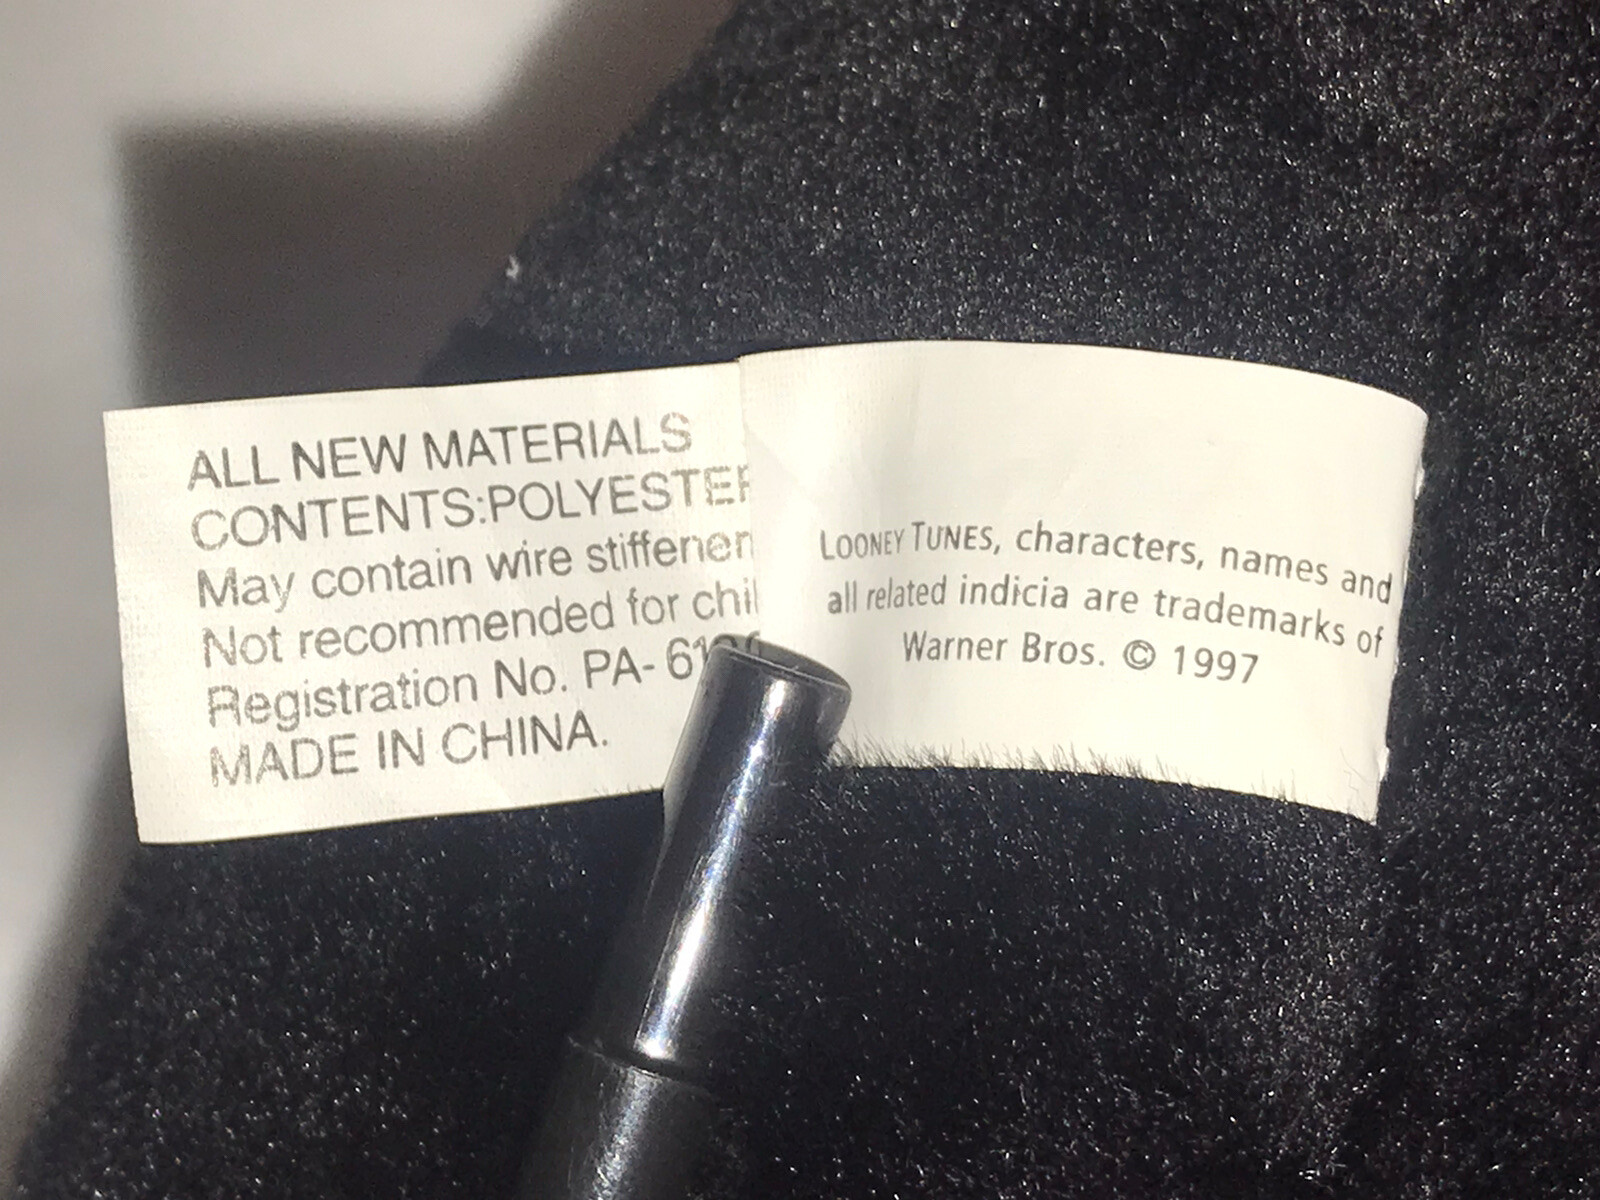 ALL NEW MATERIALS
CONTENTS:POLYESTER
May contain wire stiffener
Not recommended for chil
Registration No. PA-
MADE IN CHINA.
LOONEY TUNES, characters, names and
all related indicia are trademarks of
Warner Bros. © 1997